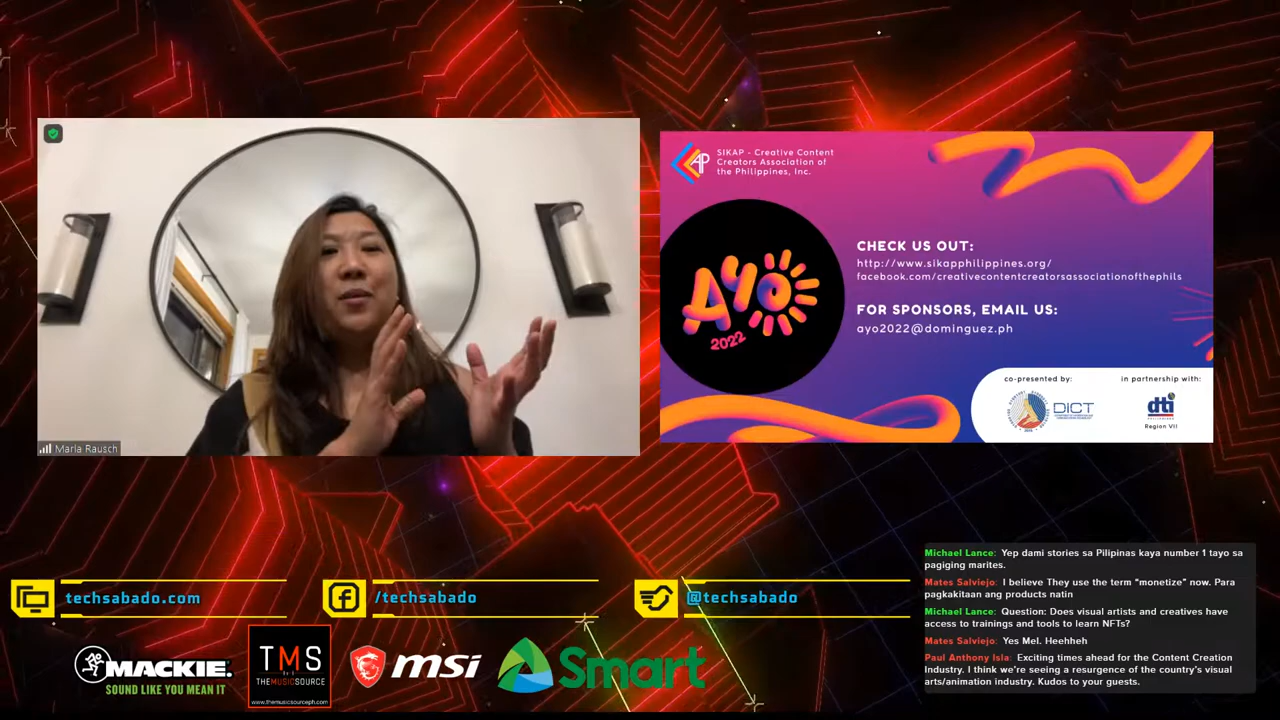 Marla Rausch
AP
SIKAP - Creative Content
Creators Association of
the Philippines, Inc.
AYO
2022
CHECK US OUT:
http://www.sikapphilippines.org/
facebook.com/creativecontentcreatorsassociationofthephils
FOR SPONSORS, EMAIL US:
ayo2022@dominguez.ph
co-presented by:
in partnership with:
DICT
dti
PHILIPPINES
Region VII
techsabado.com
/techsabado
@techsabado
MACKIE.
SOUND LIKE YOU MEAN IT
TMS
THEMUSICSOURCE
www.themusicsourceph.com
msi
Smart
Michael Lance: Yep dami stories sa Pilipinas kaya number 1 tayo sa
pagiging marites.
Mates Salviejo: I believe They use the term "monetize" now. Para
pagkakitaan ang products natin
Michael Lance: Question: Does visual artists and creatives have
access to trainings and tools to learn NFTs?
Mates Salviejo: Yes Mel. Heehheh
Paul Anthony Isla: Exciting times ahead for the Content Creation
Industry. I think we're seeing a resurgence of the country's visual
arts/animation industry. Kudos to your guests.